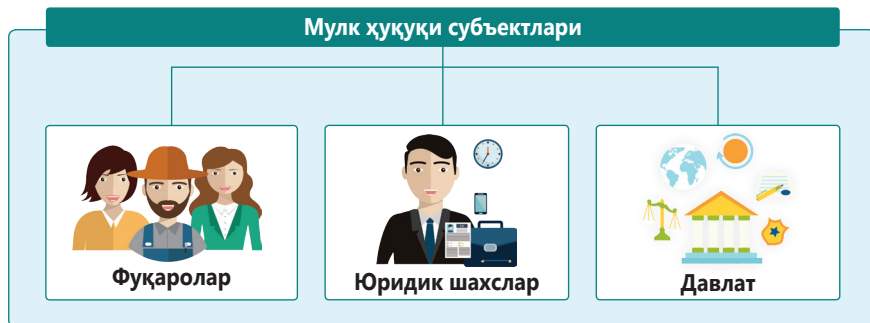 Мулк ҳуқуқи субъектлари
Фуқаролар
Юридик шахслар
Давлат